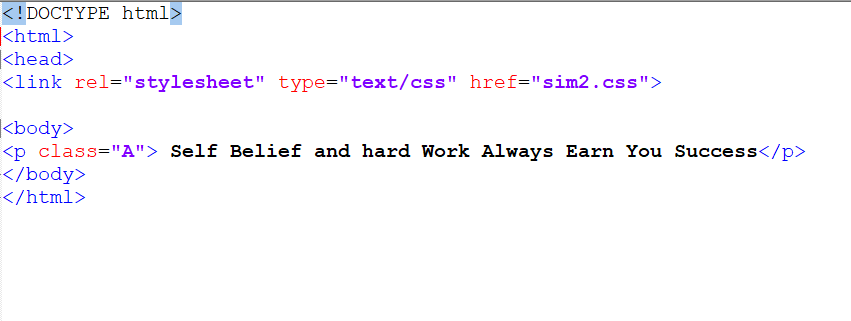 <!DOCTYPE html>
<html>
<head>
<link rel="stylesheet" type="text/css" href="sim2.css">
<body>
<p class="A"> Self Belief and hard Work Always Earn You Success</p>
</body>
</html>